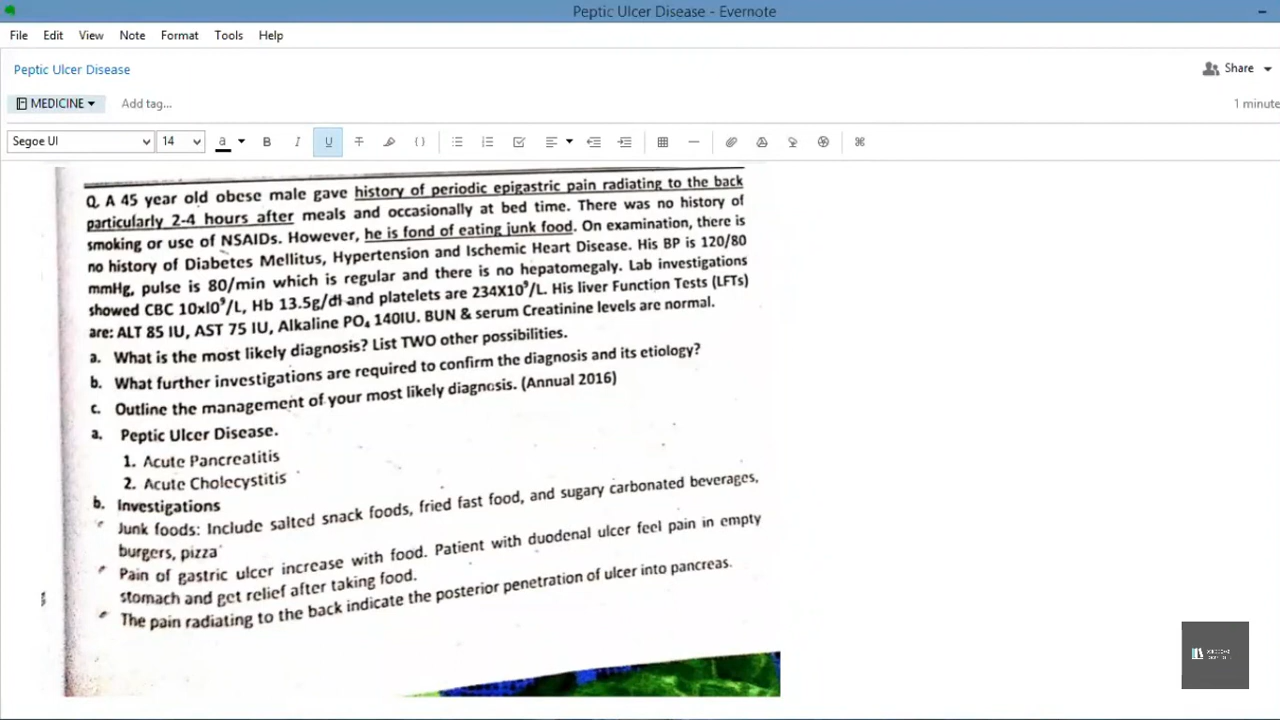 Peptic Ulcer Disease - Evernote
File Edit View Note Format Tools Help
Peptic Ulcer Disease
Share
MEDICINE Add tag...
1 minute
Segoe UI 14 a B I U T
Q. A 45 year old obese male gave history of periodic epigastric pain radiating to the back
particularly 2-4 hours after meals and occasionally at bed time. There was no history of
smoking or use of NSAIDs. However, he is fond of eating junk food. On examination, there is
no history of Diabetes Mellitus, Hypertension and Ischemic Heart Disease. His BP is 120/80
mmHg, pulse is 80/min which is regular and there is no hepatomegaly. Lab investigations
showed CBC 10xl0⁹/L, Hb 13.5g/dl and platelets are 234X10⁹/L. His liver Function Tests (LFTs)
are: ALT 85 IU, AST 75 IU, Alkaline PO₄ 140IU. BUN & serum Creatinine levels are normal.
a. What is the most likely diagnosis? List TWO other possibilities.
b. What further investigations are required to confirm the diagnosis and its etiology?
c. Outline the management of your most likely diagnosis. (Annual 2016)
a. Peptic Ulcer Disease.
1. Acute Pancreatitis
2. Acute Cholecystitis
b. Investigations
Junk foods: Include salted snack foods, fried fast food, and sugary carbonated beverages,
burgers, pizza
Pain of gastric ulcer increase with food. Patient with duodenal ulcer feel pain in empty
stomach and get relief after taking food.
The pain radiating to the back indicate the posterior penetration of ulcer into pancreas.